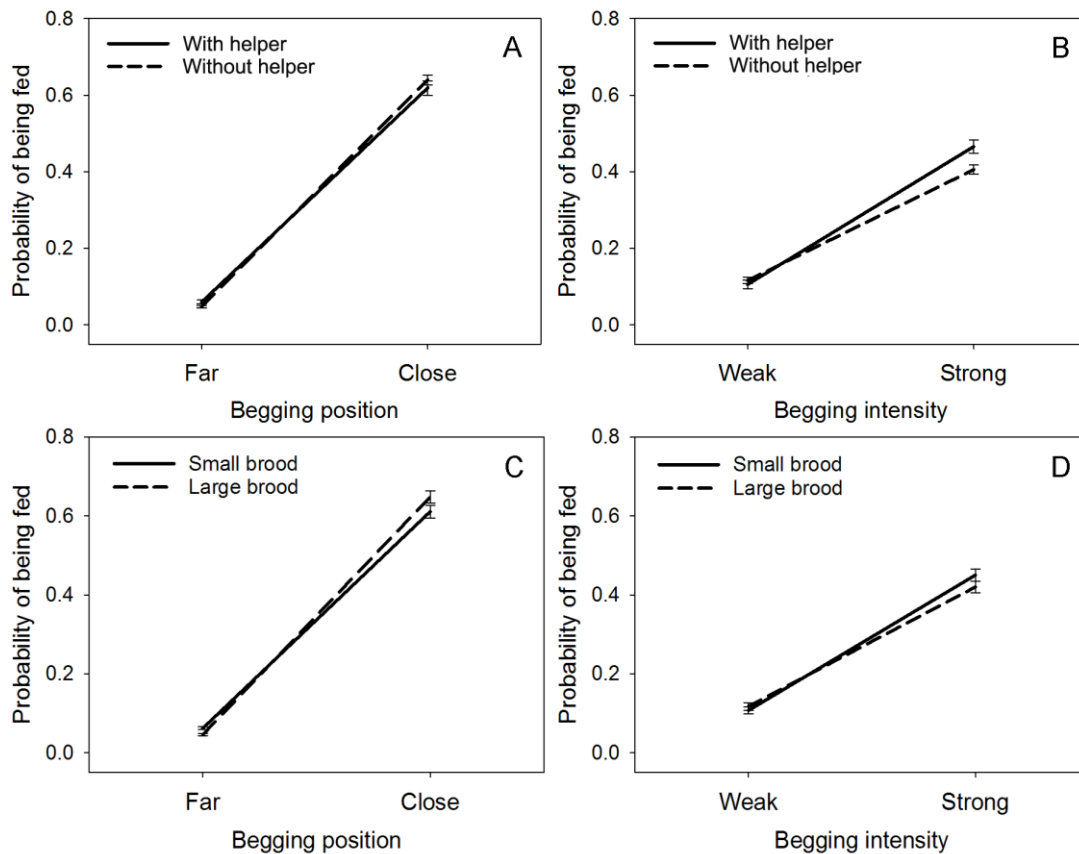 A
With helper
Without helper
Probability of being fed
0.8
0.6
0.4
0.2
0.0
Far
Close
Begging position
B
With helper
Without helper
Probability of being fed
0.8
0.6
0.4
0.2
0.0
Weak
Strong
Begging intensity
C
Small brood
Large brood
Probability of being fed
0.8
0.6
0.4
0.2
0.0
Far
Close
Begging position
D
Small brood
Large brood
Probability of being fed
0.8
0.6
0.4
0.2
0.0
Weak
Strong
Begging intensity